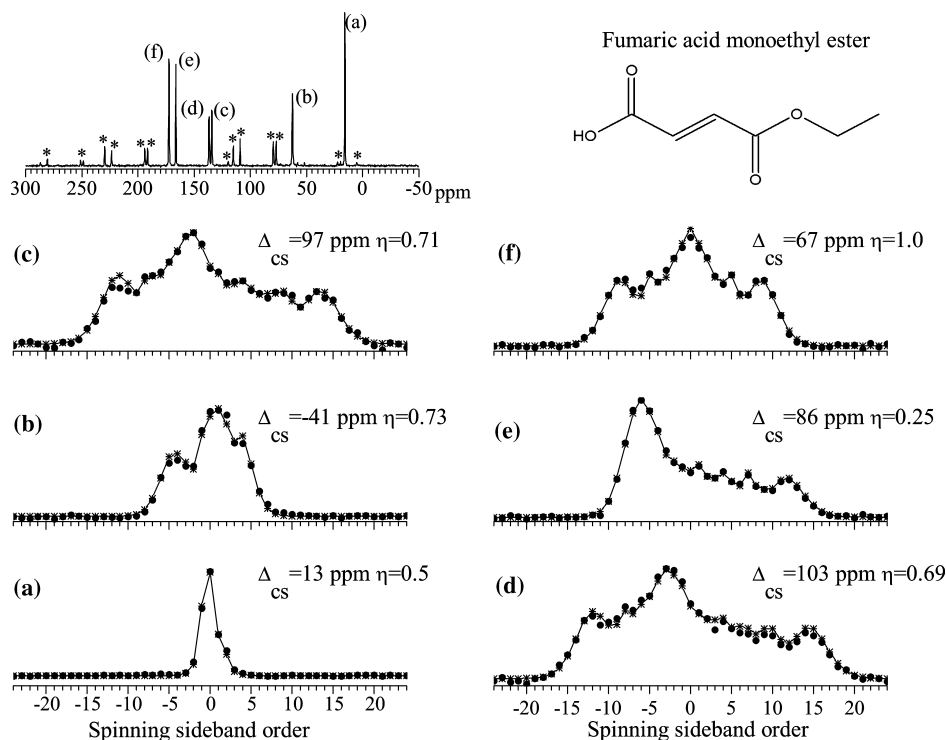 (a)
(f)
(e)
(d)
(c)
(b)
* * * * * * * * * * * * *
300 250 200 150 100 50 0 -50 ppm
Fumaric acid monoethyl ester
O
HO
O
O
(c)
Δcs=97 ppm η=0.71
(f)
Δcs=67 ppm η=1.0
(b)
Δcs=-41 ppm η=0.73
(e)
Δcs=86 ppm η=0.25
(a)
Δcs=13 ppm η=0.5
(d)
Δcs=103 ppm η=0.69
-20 -15 -10 -5 0 5 10 15 20
Spinning sideband order
-20 -15 -10 -5 0 5 10 15 20
Spinning sideband order